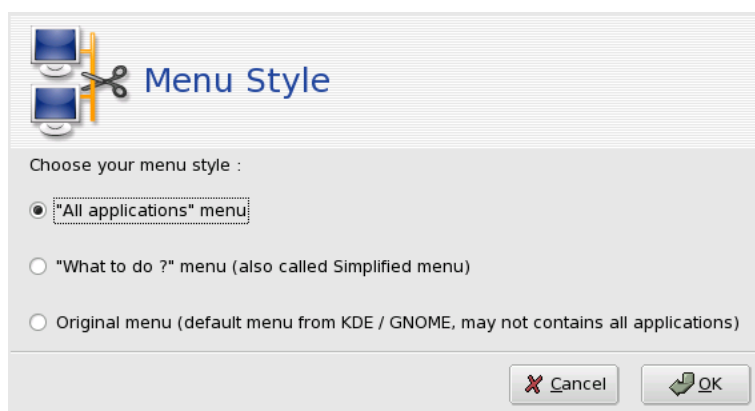 Menu Style
Choose your menu style :
"All applications" menu
"What to do ?" menu (also called Simplified menu)
Original menu (default menu from KDE / GNOME, may not contains all applications)
Cancel
OK